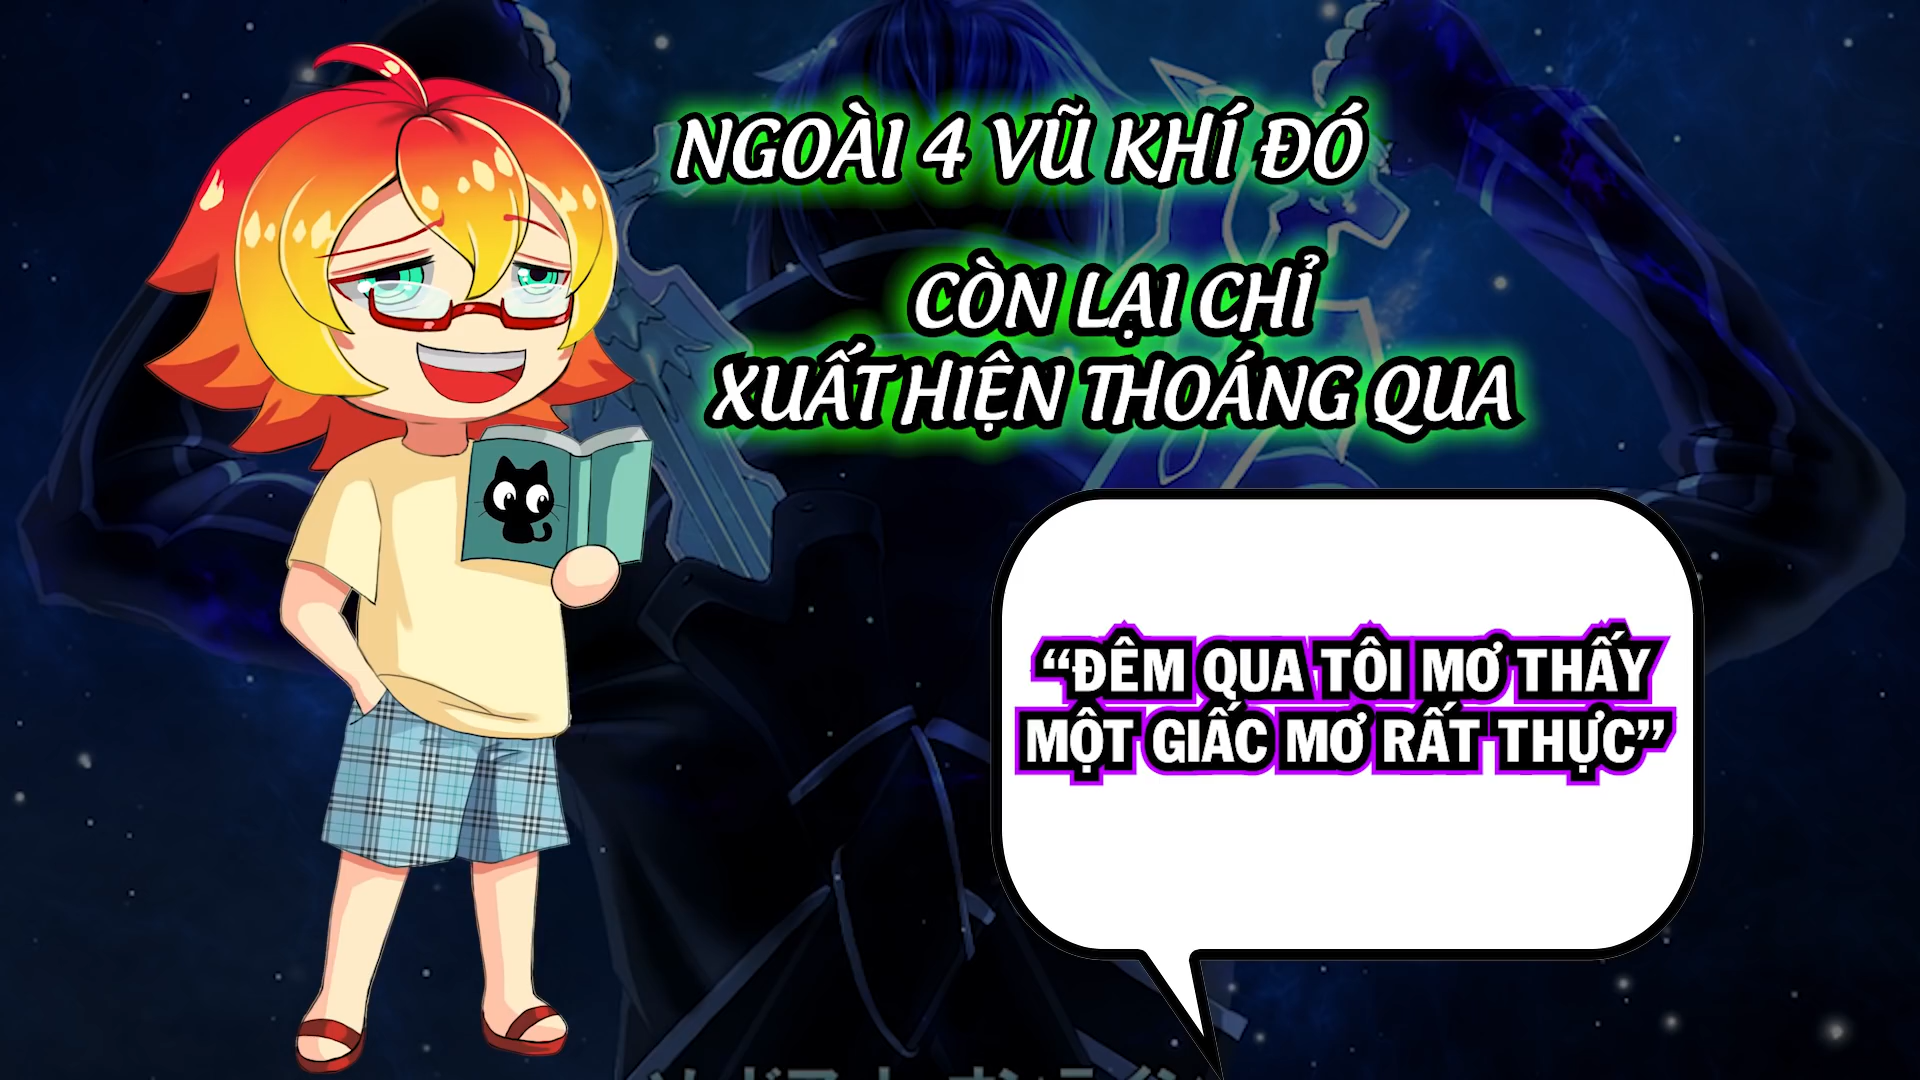 NGOÀI 4 VŨ KHÍ ĐÓ
CÒN LẠI CHỈ
XUẤT HIỆN THOÁNG QUA
“ĐÊM QUA TÔI MƠ THẤY
MỘT GIẤC MƠ RẤT THỰC”